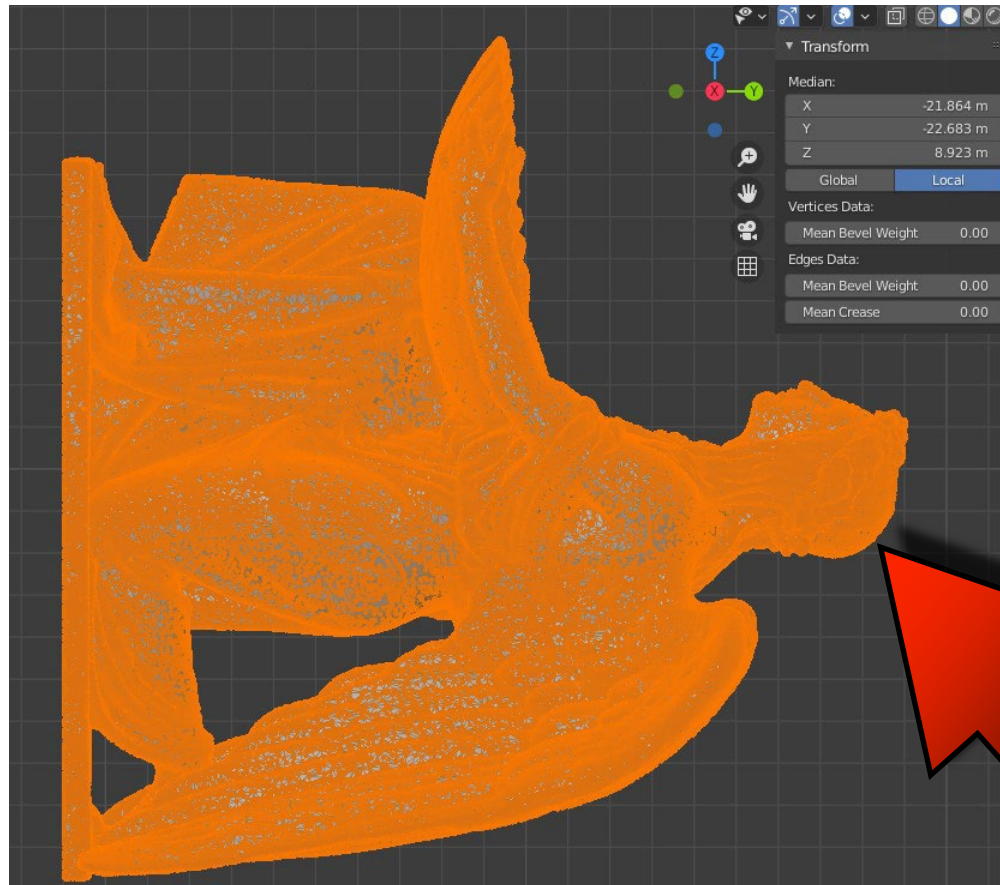 Transform
Median:
X -21.864 m
Y -22.683 m
Z 8.923 m
Global Local
Vertices Data:
Mean Bevel Weight 0.00
Edges Data:
Mean Bevel Weight 0.00
Mean Crease 0.00
Z
X Y